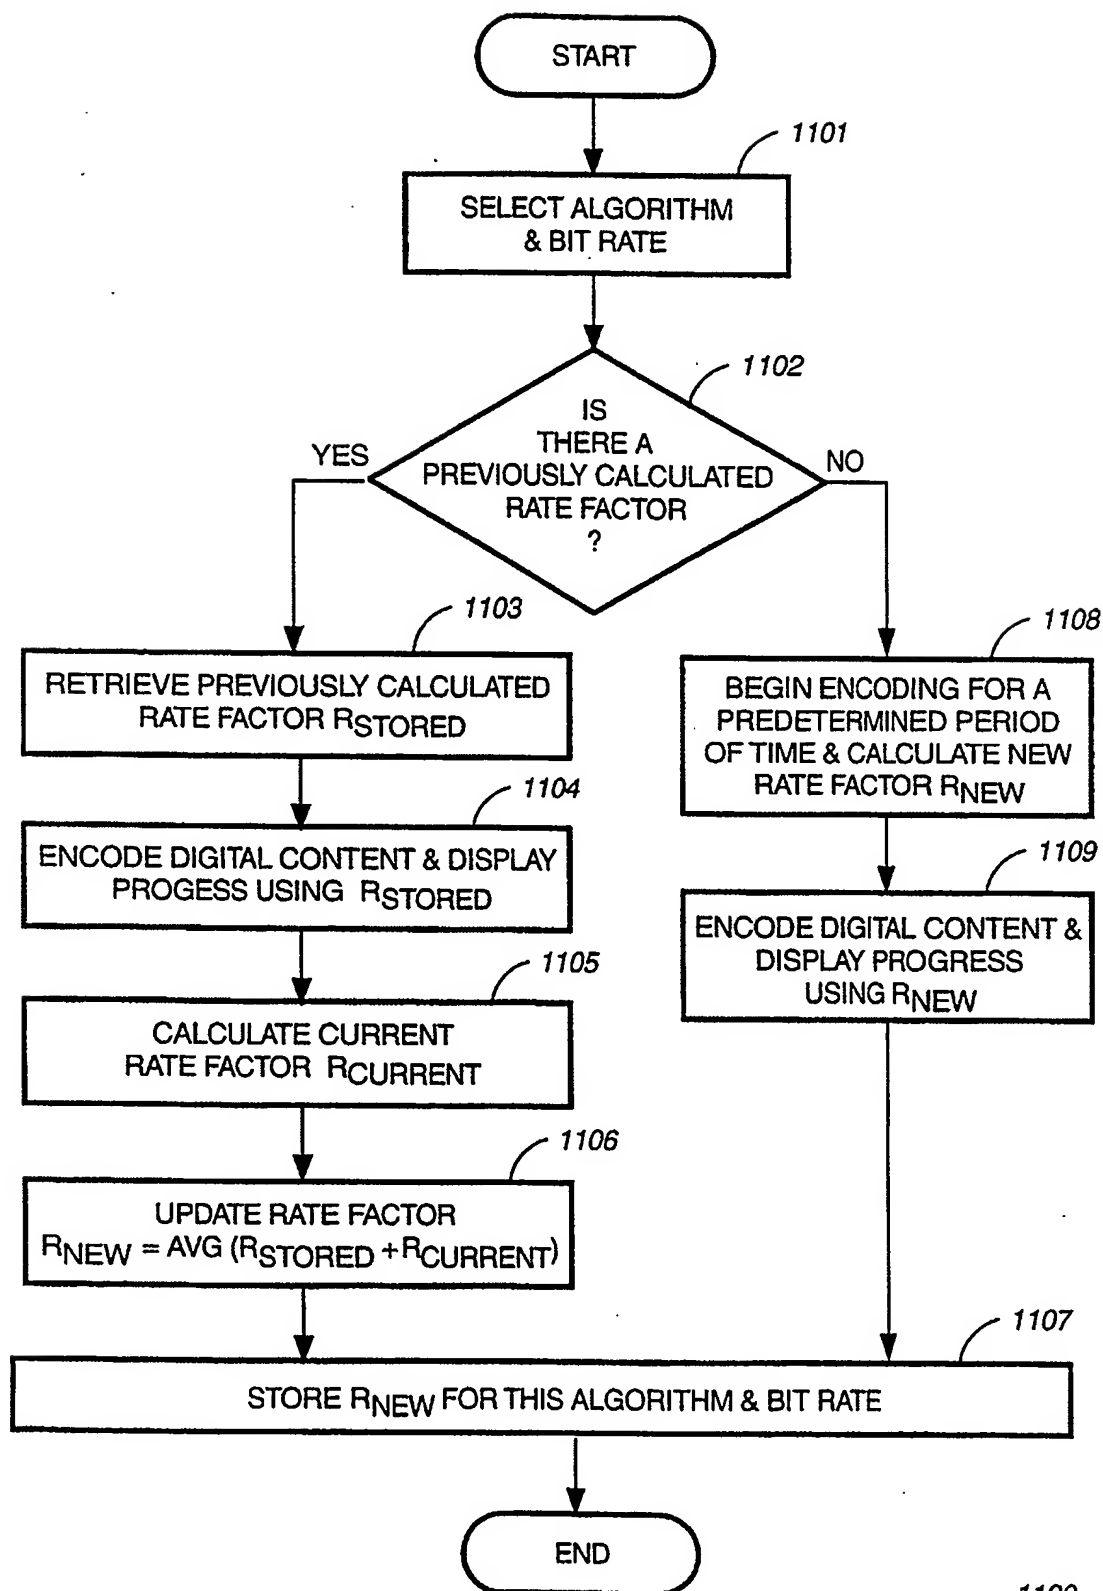 START
1101
SELECT ALGORITHM
& BIT RATE
1102
IS
THERE A
PREVIOUSLY CALCULATED
RATE FACTOR
?
YES
NO
1103
RETRIEVE PREVIOUSLY CALCULATED
RATE FACTOR RSTORED
1104
ENCODE DIGITAL CONTENT & DISPLAY
PROGESS USING RSTORED
1105
CALCULATE CURRENT
RATE FACTOR RCURRENT
1106
UPDATE RATE FACTOR
RNEW = AVG (RSTORED +RCURRENT)
1108
BEGIN ENCODING FOR A
PREDETERMINED PERIOD
OF TIME & CALCULATE NEW
RATE FACTOR RNEW
1109
ENCODE DIGITAL CONTENT &
DISPLAY PROGRESS
USING RNEW
1107
STORE RNEW FOR THIS ALGORITHM & BIT RATE
END